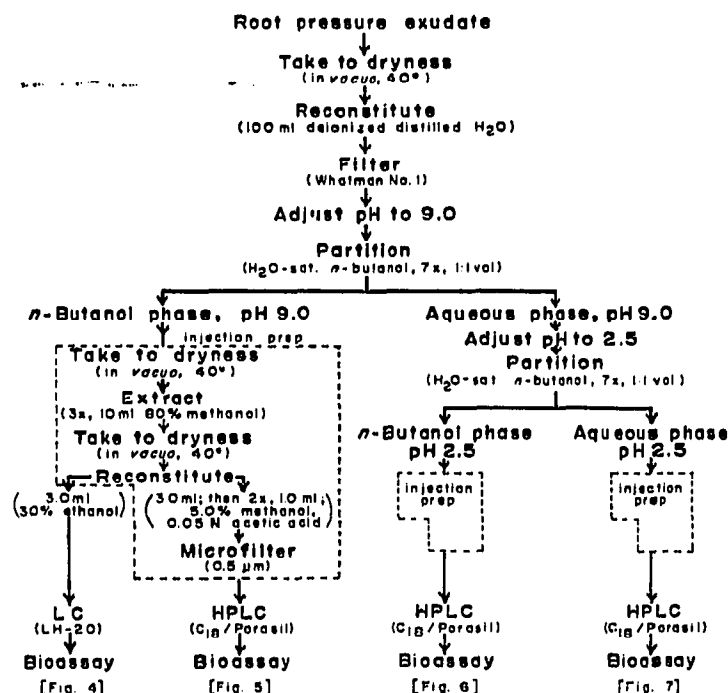 Root pressure exudate
Take to dryness
(in vacuo, 40°)
Reconstitute
(100 ml deionized distilled H₂O)
Filter
(Whatman No. 1)
Adjust pH to 9.0
Partition
(H₂O-sat. n-butanol, 7x, 1:1 vol)
n-Butanol phase, pH 9.0
injection prep
Take to dryness
(in vacuo, 40°)
Extract
(3x, 10 ml 80% methanol)
Take to dryness
(in vacuo, 40°)
Reconstitute
(3.0 ml
30% ethanol)
(3.0 ml; then 2x, 1.0 ml;
5.0% methanol,
0.05 N acetic acid)
Microfilter
(0.5 µm)
LC
(LH-20)
Bioassay
[Fig. 4]
HPLC
(C₁₈/Porasil)
Bioassay
[Fig. 5]
Aqueous phase, pH 9.0
Adjust pH to 2.5
Partition
(H₂O-sat n-butanol, 7x, 1:1 vol)
n-Butanol phase
pH 2.5
injection
prep
HPLC
(C₁₈/Porasil)
Bioassay
[Fig. 6]
Aqueous phase
pH 2.5
injection
prep
HPLC
(C₁₈/Porasil)
Bioassay
[Fig. 7]